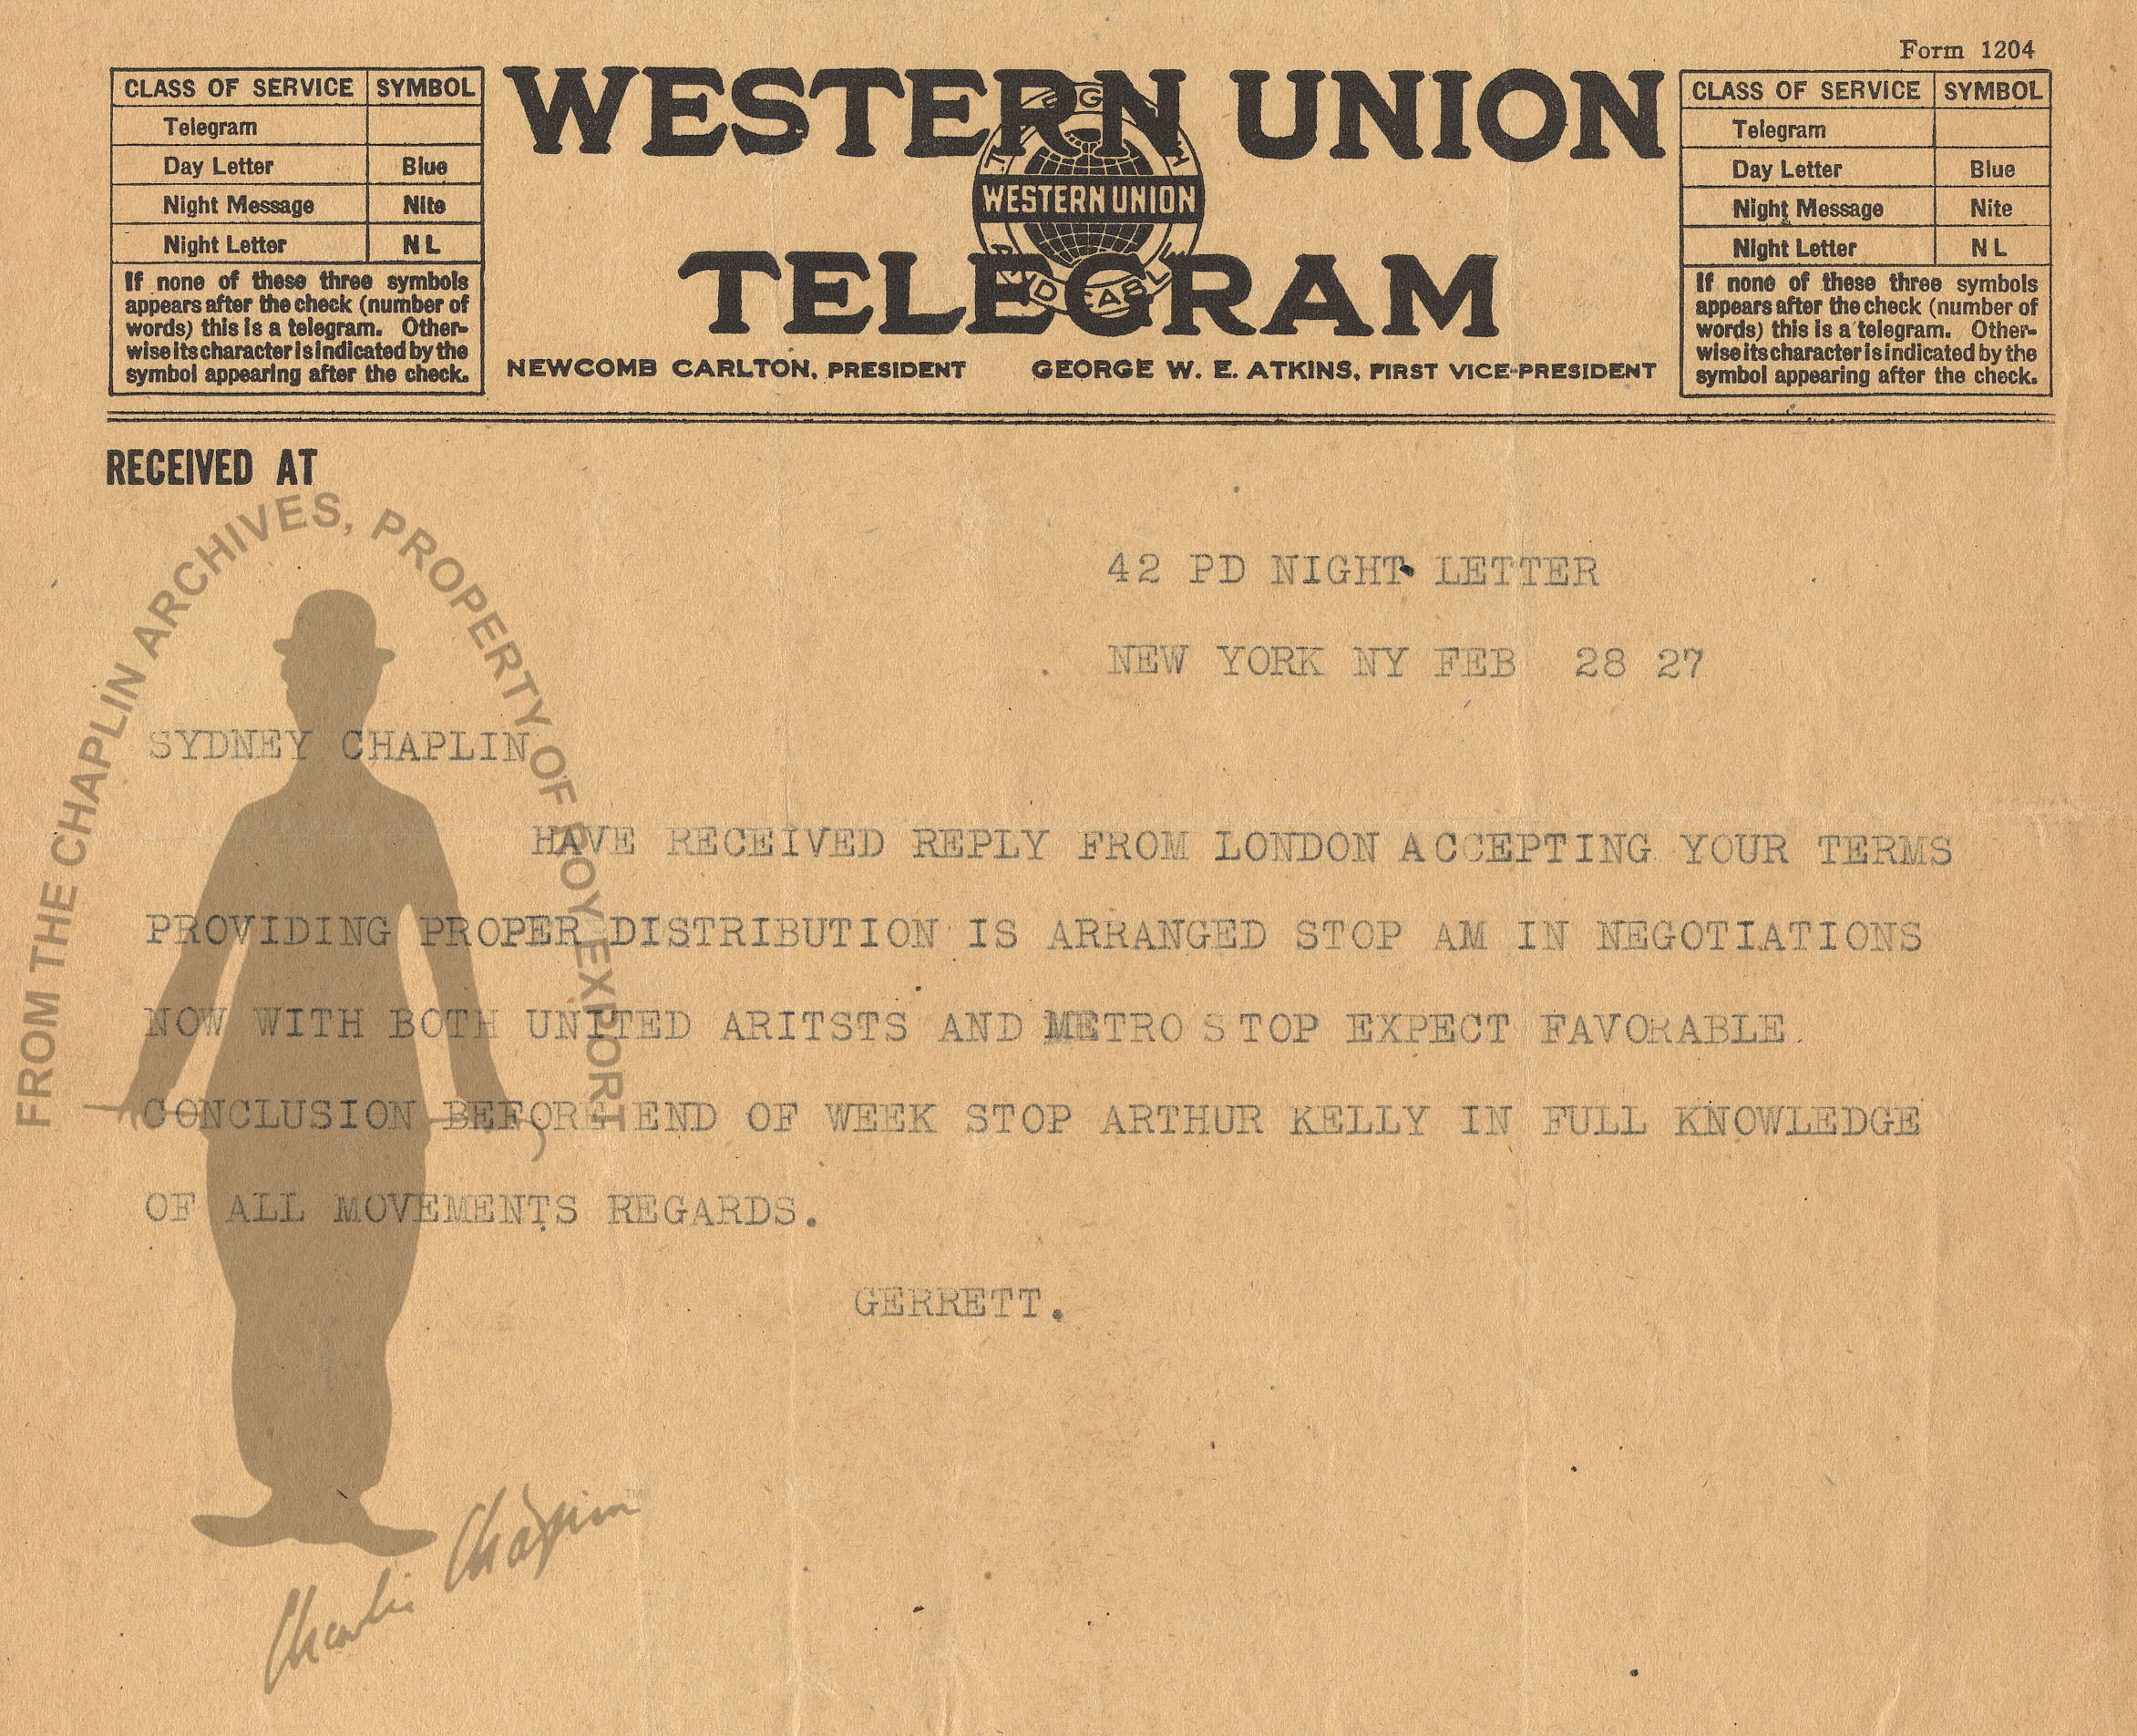 Form 1204
CLASS OF SERVICE SYMBOL
Telegram
Day Letter Blue
Night Message Nite
Night Letter N L
If none of these three symbols
appears after the check (number of
words) this is a telegram. Other-
wise its character is indicated by the
symbol appearing after the check.
WESTERN UNION
WESTERN UNION
TELEGRAM
AND CABLE
NEWCOMB CARLTON, PRESIDENT GEORGE W. E. ATKINS, FIRST VICE-PRESIDENT
CLASS OF SERVICE SYMBOL
Telegram
Day Letter Blue
Night Message Nite
Night Letter N L
If none of these three symbols
appears after the check (number of
words) this is a telegram. Other-
wise its character is indicated by the
symbol appearing after the check.
RECEIVED AT
42 PD NIGHT LETTER
NEW YORK NY FEB 28 27
SYDNEY CHAPLIN
HAVE RECEIVED REPLY FROM LONDON ACCEPTING YOUR TERMS
PROVIDING PROPER DISTRIBUTION IS ARRANGED STOP AM IN NEGOTIATIONS
NOW WITH BOTH UNITED ARITSTS AND METRO STOP EXPECT FAVORABLE
CONCLUSION BEFORE END OF WEEK STOP ARTHUR KELLY IN FULL KNOWLEDGE
OF ALL MOVEMENTS REGARDS.
GERRETT.
FROM THE CHAPLIN ARCHIVES, PROPERTY OF ROY EXPORT
Charlie Chaplin